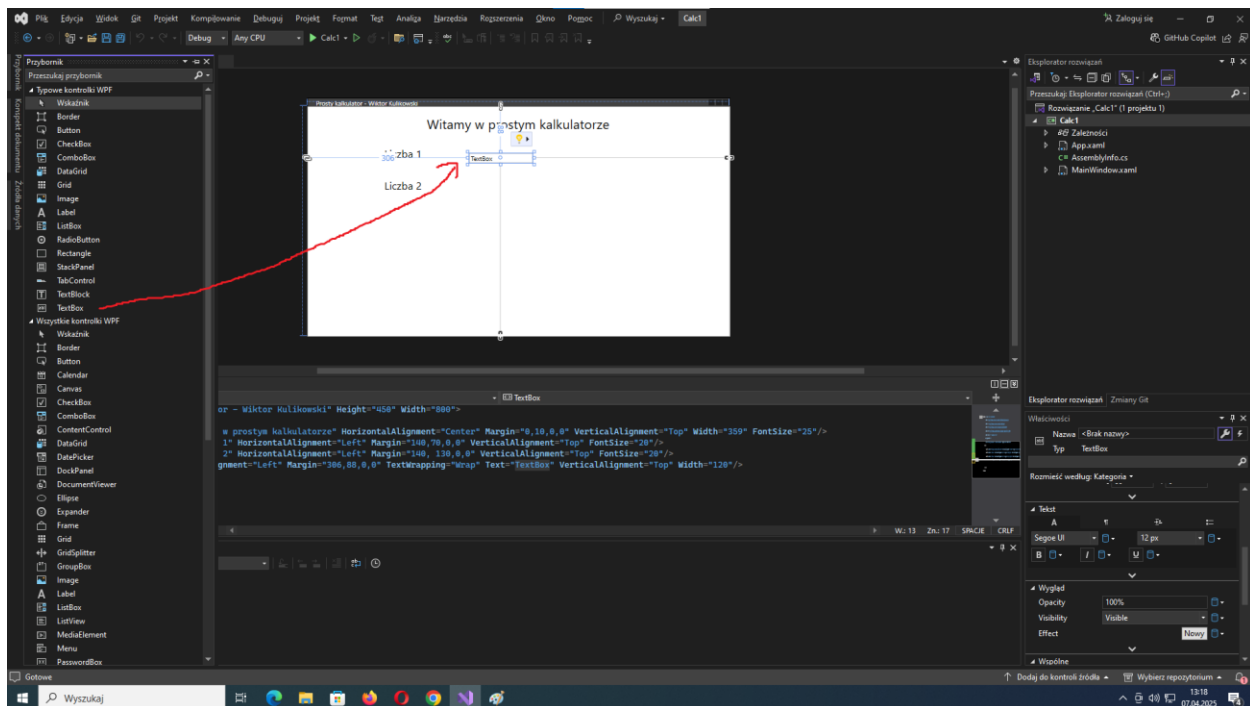 Plik Edycja Widok Git Projekt Kompilowanie Debuguj Projekt Format Test Analiza Narzędzia Rozszerzenia Okno Pomoc Wyszukaj Calc1 Zaloguj się
Debug Any CPU Calc1 GitHub Copilot
Przybornik
Konspekt dokumentu
Źródła danych
Przybornik
Przeszukaj przybornik
Typowe kontrolki WPF
Wskaźnik
Border
Button
CheckBox
ComboBox
DataGrid
Grid
Image
Label
ListBox
RadioButton
Rectangle
StackPanel
TabControl
TextBlock
TextBox
Wszystkie kontrolki WPF
Wskaźnik
Border
Button
Calendar
Canvas
CheckBox
ComboBox
ContentControl
DataGrid
DatePicker
DockPanel
DocumentViewer
Ellipse
Expander
Frame
Grid
GridSplitter
GroupBox
Image
Label
ListBox
ListView
MediaElement
Menu
PasswordBox
Prosty kalkulator - Wiktor Kulikowski
Witamy w prostym kalkulatorze
306 zba 1 TextBox
Liczba 2
TextBox
or - Wiktor Kulikowski" Height="450" Width="800">
w prostym kalkulatorze" HorizontalAlignment="Center" Margin="0,10,0,0" VerticalAlignment="Top" Width="359" FontSize="25"/>
1" HorizontalAlignment="Left" Margin="140,70,0,0" VerticalAlignment="Top" FontSize="20"/>
2" HorizontalAlignment="Left" Margin="140, 130,0,0" VerticalAlignment="Top" FontSize="20"/>
gnment="Left" Margin="306,88,0,0" TextWrapping="Wrap" Text="TextBox" VerticalAlignment="Top" Width="120"/>
W.: 13 Zn.: 17 SPACJE CRLF
Eksplorator rozwiązań
Przeszukaj: Eksplorator rozwiązań (Ctrl+;)
Rozwiązanie „Calc1" (1 projektu 1)
Calc1
Zależności
App.xaml
C# AssemblyInfo.cs
MainWindow.xaml
Eksplorator rozwiązań Zmiany Git
Właściwości
Nazwa <Brak nazwy>
Typ TextBox
Rozmieść według: Kategoria
Tekst
Segoe UI 12 px
B I U
Wygląd
Opacity 100%
Visibility Visible
Effect Nowy
Wspólne
Gotowe Dodaj do kontroli źródła Wybierz repozytorium
Wyszukaj 13:18
07.04.2025